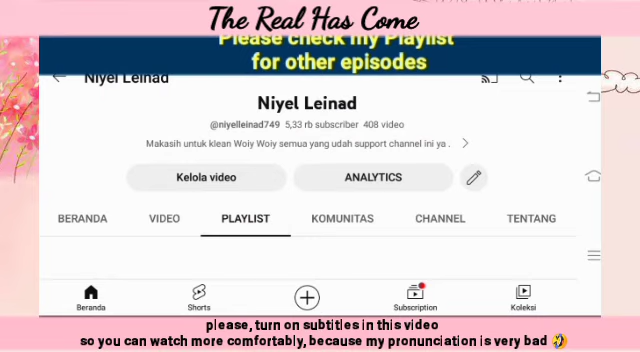 The Real Has Come
Please check my Playlist
for other episodes
Niyel Leinad
Niyel Leinad
@niyelleinad749 5,33 rb subscriber 408 video
Makasih untuk klean Woiy Woiy semua yang udah support channel ini ya .
Kelola video
ANALYTICS
BERANDA VIDEO PLAYLIST KOMUNITAS CHANNEL TENTANG
Beranda Shorts Subscription Koleksi
please, turn on subtitles in this video
so you can watch more comfortably, because my pronunciation is very bad 🤣